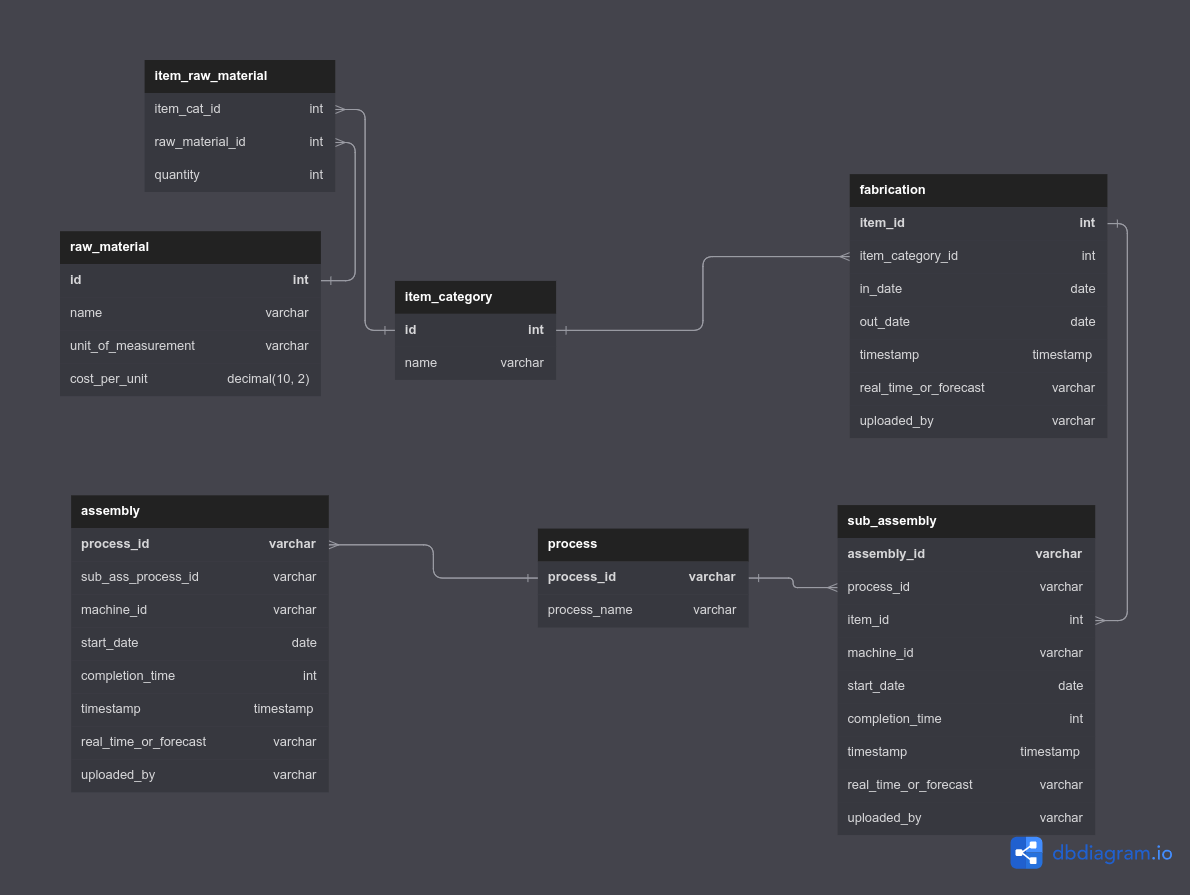 item_raw_material
item_cat_id int
raw_material_id int
quantity int
raw_material
id int
name varchar
unit_of_measurement varchar
cost_per_unit decimal(10, 2)
item_category
id int
name varchar
fabrication
item_id int
item_category_id int
in_date date
out_date date
timestamp timestamp
real_time_or_forecast varchar
uploaded_by varchar
assembly
process_id varchar
sub_ass_process_id varchar
machine_id varchar
start_date date
completion_time int
timestamp timestamp
real_time_or_forecast varchar
uploaded_by varchar
process
process_id varchar
process_name varchar
sub_assembly
assembly_id varchar
process_id varchar
item_id int
machine_id varchar
start_date date
completion_time int
timestamp timestamp
real_time_or_forecast varchar
uploaded_by varchar
dbdiagram.io